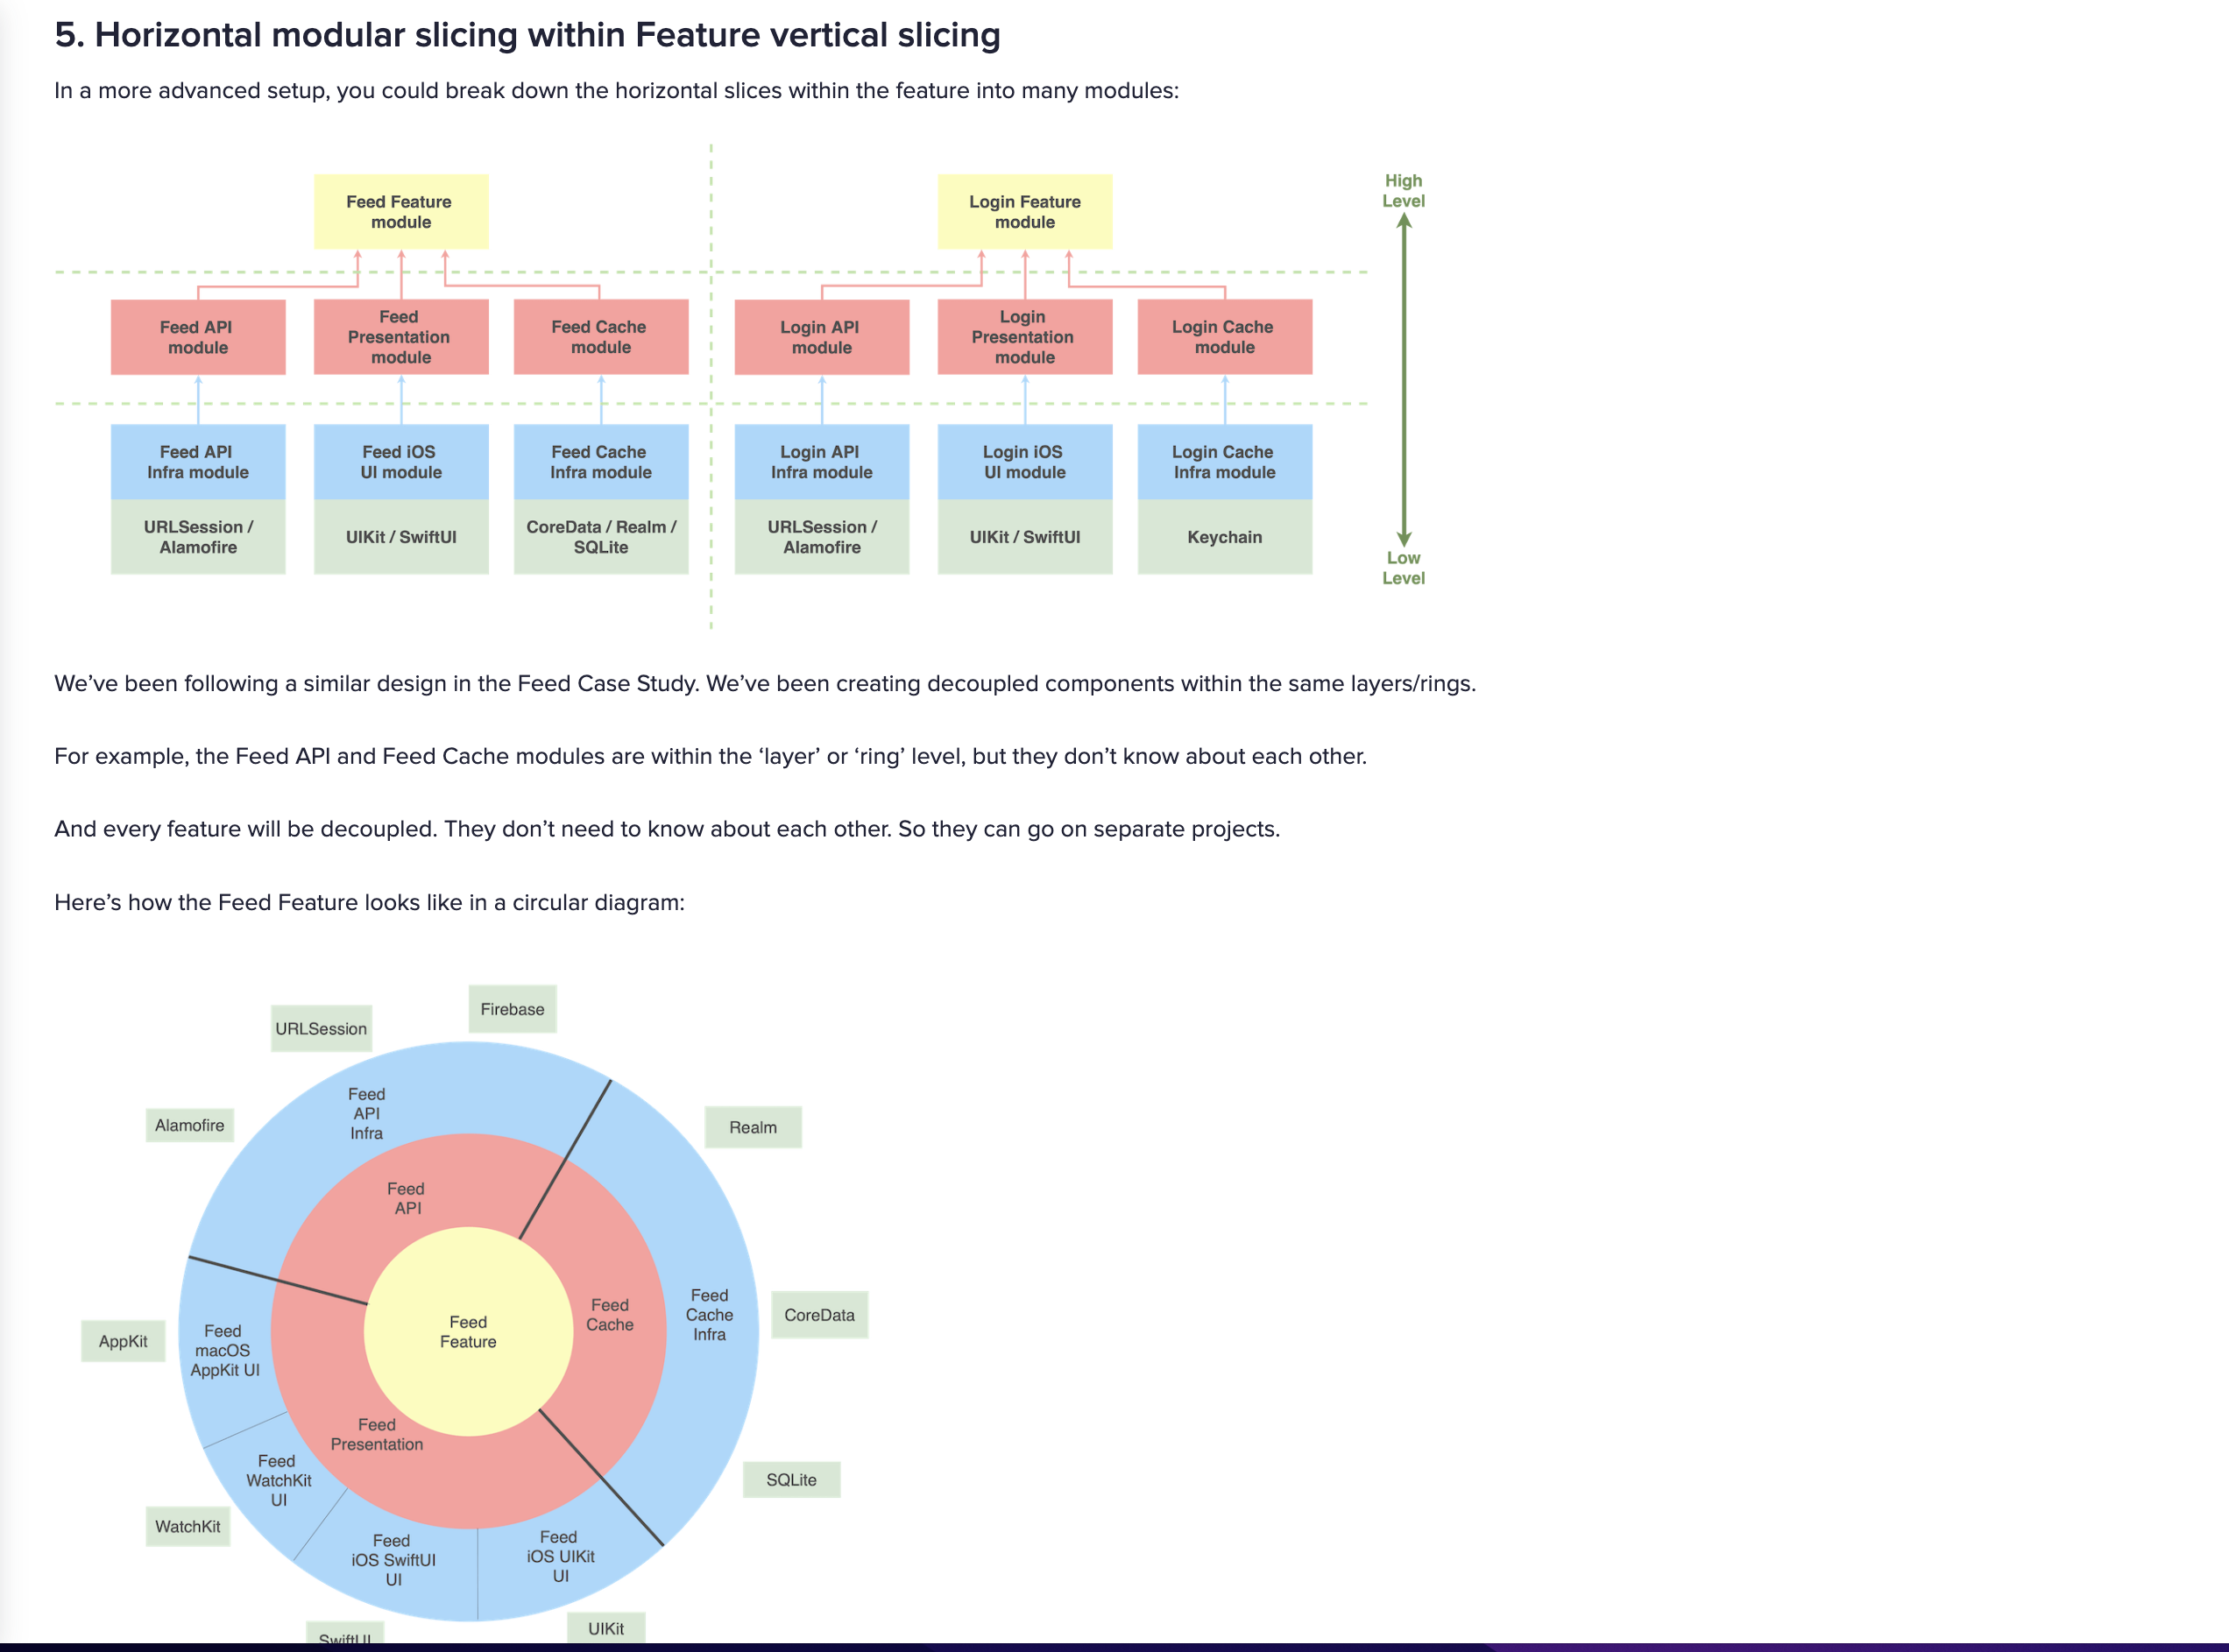 5. Horizontal modular slicing within Feature vertical slicing
In a more advanced setup, you could break down the horizontal slices within the feature into many modules:
Feed Feature
module
Login Feature
module
High
Level
Feed API
module
Feed
Presentation
module
Feed Cache
module
Login API
module
Login
Presentation
module
Login Cache
module
Feed API
Infra module
Feed iOS
UI module
Feed Cache
Infra module
Login API
Infra module
Login iOS
UI module
Login Cache
Infra module
URLSession /
Alamofire
UIKit / SwiftUI
CoreData / Realm /
SQLite
URLSession /
Alamofire
UIKit / SwiftUI
Keychain
Low
Level
We’ve been following a similar design in the Feed Case Study. We’ve been creating decoupled components within the same layers/rings.
For example, the Feed API and Feed Cache modules are within the ‘layer’ or ‘ring’ level, but they don’t know about each other.
And every feature will be decoupled. They don’t need to know about each other. So they can go on separate projects.
Here’s how the Feed Feature looks like in a circular diagram:
Firebase
URLSession
Feed
API
Infra
Alamofire
Realm
Feed
API
Feed
Cache
Infra
Feed
Cache
CoreData
Feed
Feature
AppKit
Feed
macOS
AppKit UI
Feed
Presentation
Feed
WatchKit
UI
SQLite
WatchKit
Feed
iOS SwiftUI
UI
Feed
iOS UIKit
UI
UIKit
SwiftUI